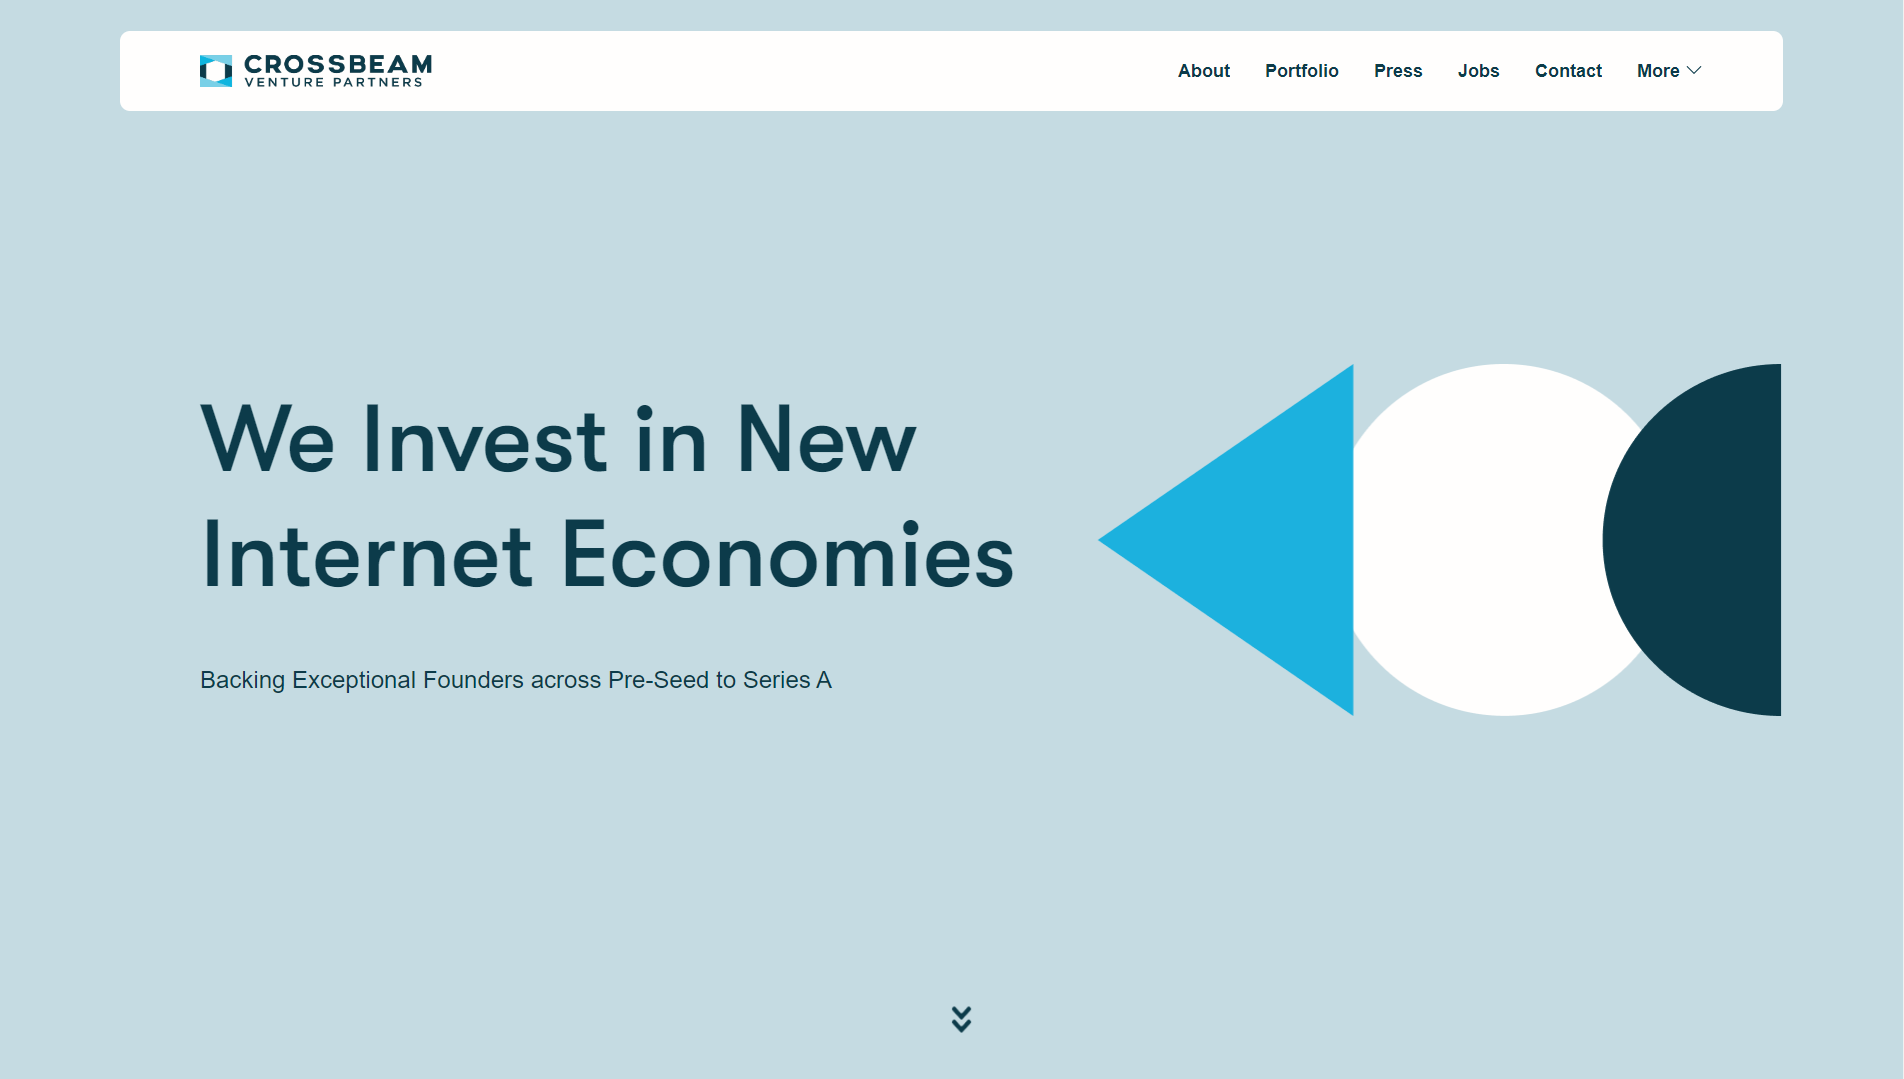 CROSSBEAM
VENTURE PARTNERS
About Portfolio Press Jobs Contact More
We Invest in New
Internet Economies
Backing Exceptional Founders across Pre-Seed to Series A